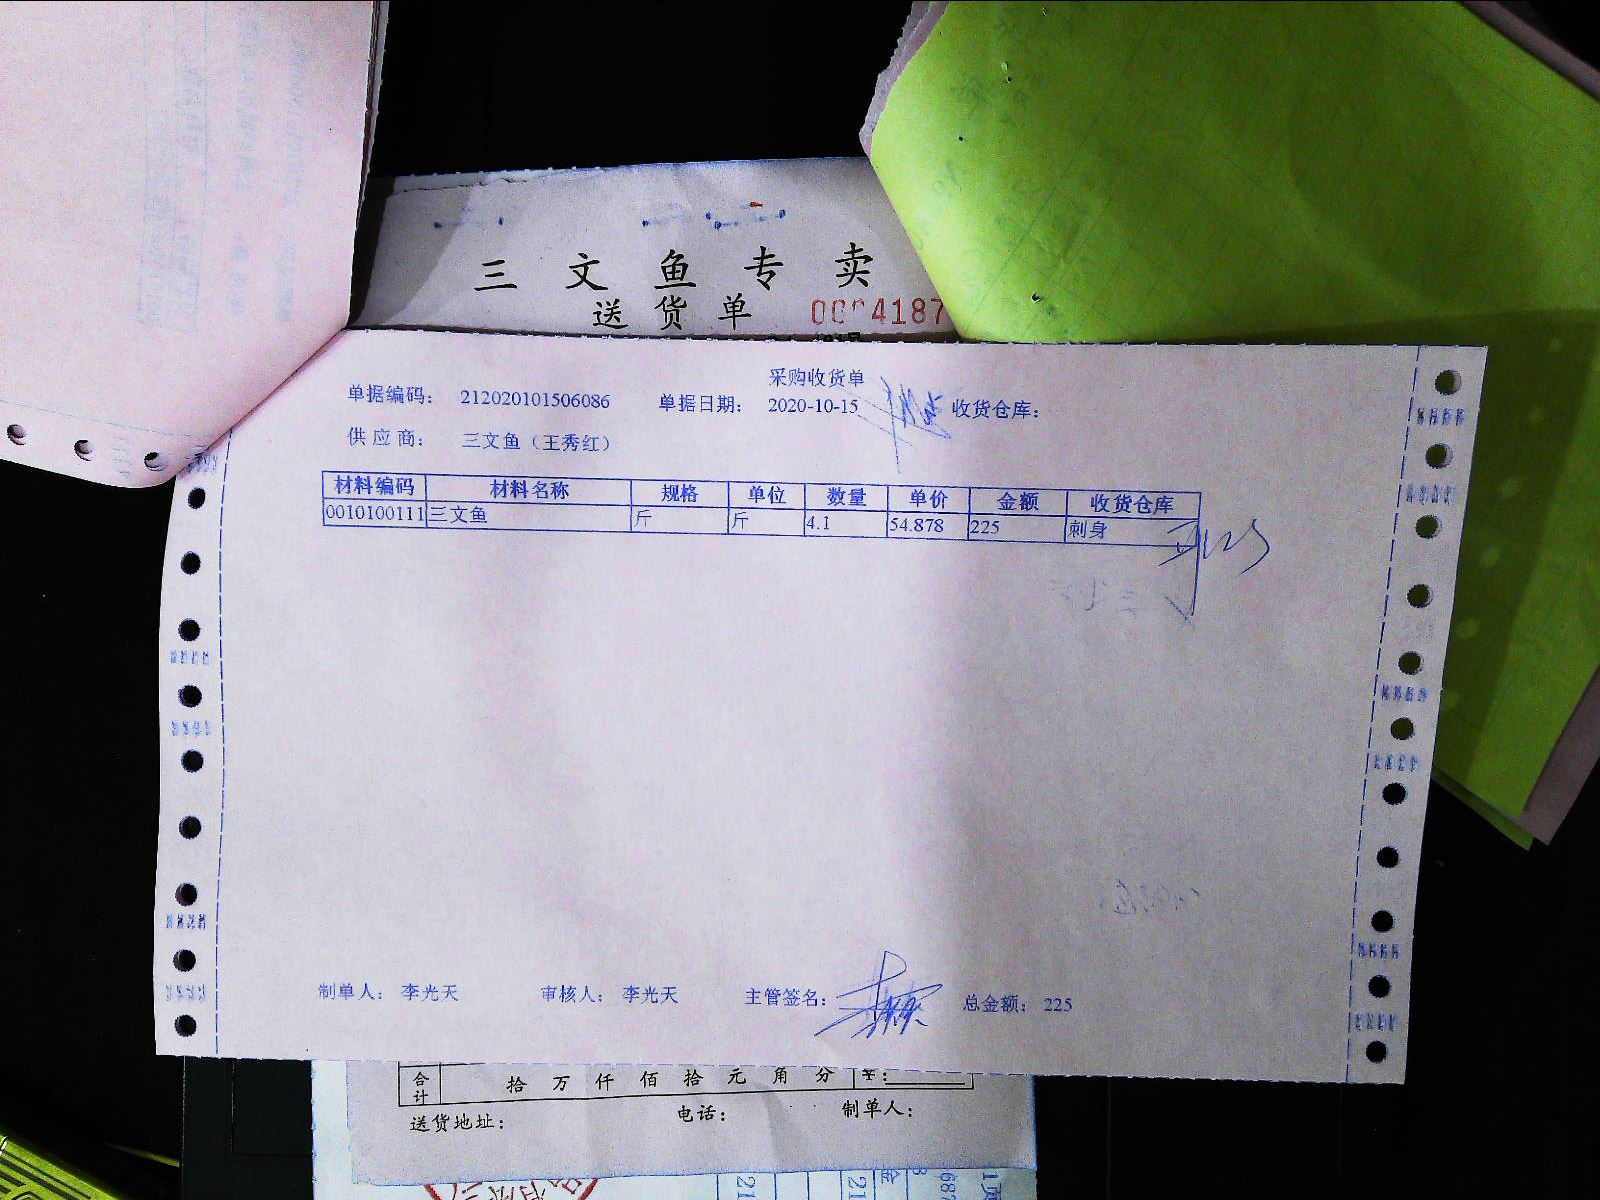 三文鱼专卖
送货单
采购收货单
单据编码： 212020101506086 单据日期： 2020-10-15 收货仓库：
供应商： 三文鱼（王秀红）
材料编码 材料名称 规格 单位 数量 单价 金额 收货仓库
0010100111 三文鱼 斤 斤 4.1 54.878 225 刺身
制单人： 李光天 审核人： 李光天 主管签名： 总金额： 225
合计 拾 万 仟 佰 拾 元 角 分 ¥：
送货地址： 电话： 制单人：